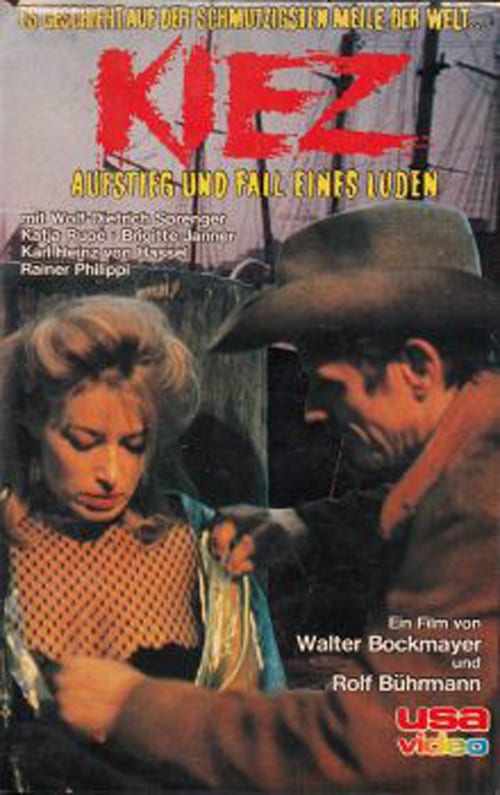 ES GESCHIEHT AUF DER SCHMUTZIGSTEN MEILE DER WELT...
KIEZ
AUFSTIEG UND FALL EINES LUDEN
mit Wolf-Dietrich Sprenger
Katja Rupé · Brigitte Janner
Karl-Heinz von Hassel
Rainer Philippi
Ein Film von
Walter Bockmayer
und
Rolf Bührmann
usa
video